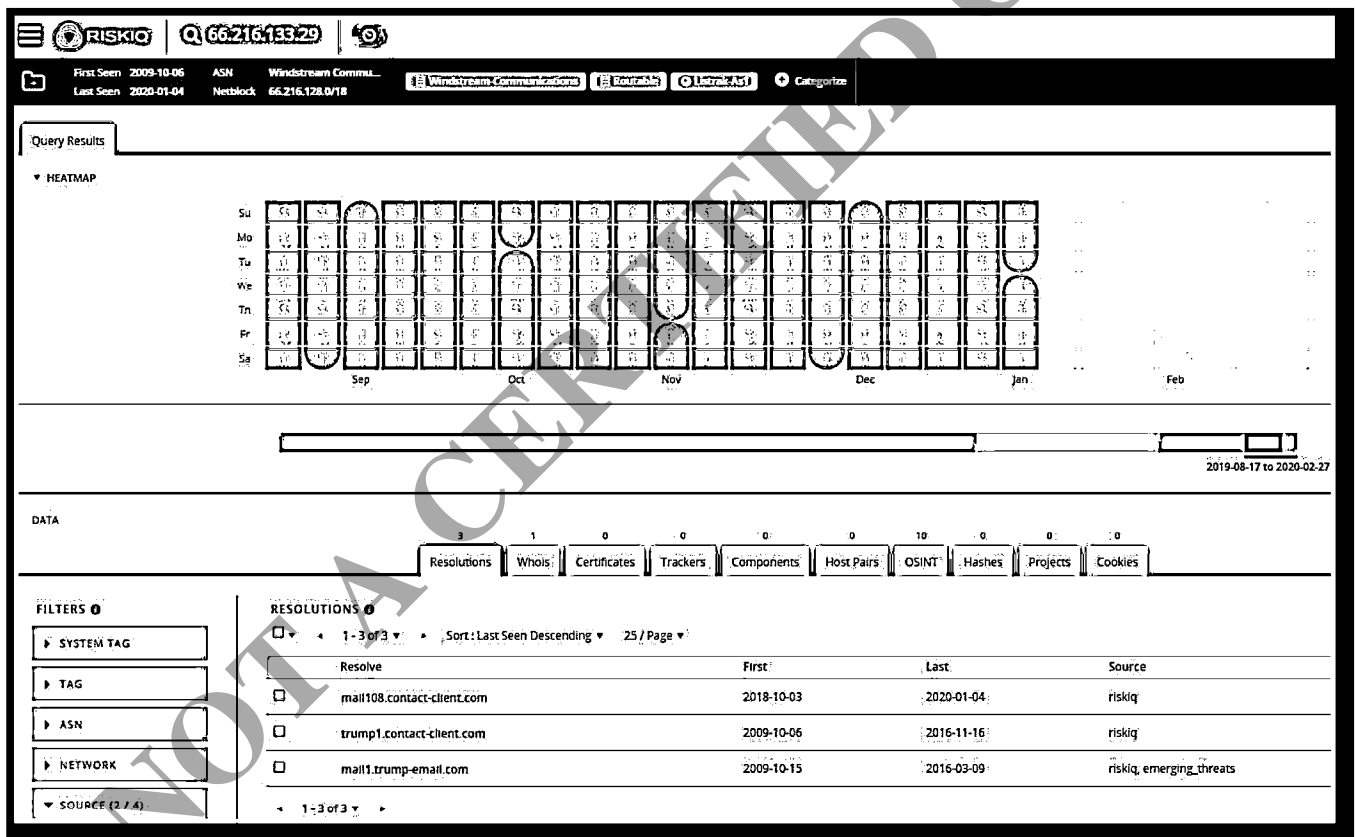 RISKIQ 66.216.133.29
First Seen 2009-10-06 ASN Windstream Commu... Windstream-Communications Routable Listrak-As1 Categorize
Last Seen 2020-01-04 Netblock 66.216.128.0/18
Query Results
HEATMAP
Su
Mo
Tu
We
Th
Fr
Sa
Sep Oct Nov Dec Jan Feb
2019-08-17 to 2020-02-27
DATA
3 1 0 0 0 0 10 0 0 0
Resolutions Whois Certificates Trackers Components Host Pairs OSINT Hashes Projects Cookies
FILTERS
SYSTEM TAG
TAG
ASN
NETWORK
SOURCE (2 / 4)
RESOLUTIONS
1 - 3 of 3 Sort : Last Seen Descending 25 / Page
Resolve First Last Source
mail108.contact-client.com 2018-10-03 2020-01-04 riskiq
trump1.contact-client.com 2009-10-06 2016-11-16 riskiq
mail1.trump-email.com 2009-10-15 2016-03-09 riskiq, emerging_threats
1 - 3 of 3
NOT A CERTIFIED